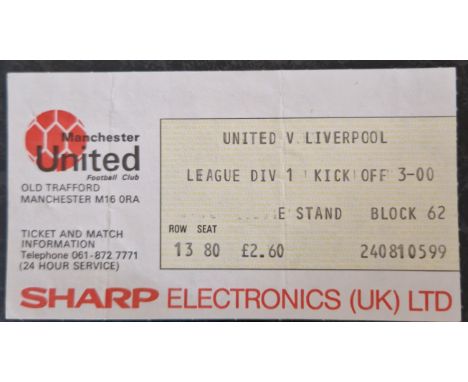 Manchester
United
Football Club
OLD TRAFFORD
MANCHESTER M16 0RA
TICKET AND MATCH
INFORMATION
Telephone 061-872 7771
(24 HOUR SERVICE)
UNITED V. LIVERPOOL
LEAGUE DIV 1 KICK OFF 3-00
E STAND BLOCK 62
ROW SEAT
13 80 £2.60 240810599
SHARP ELECTRONICS (UK) LTD